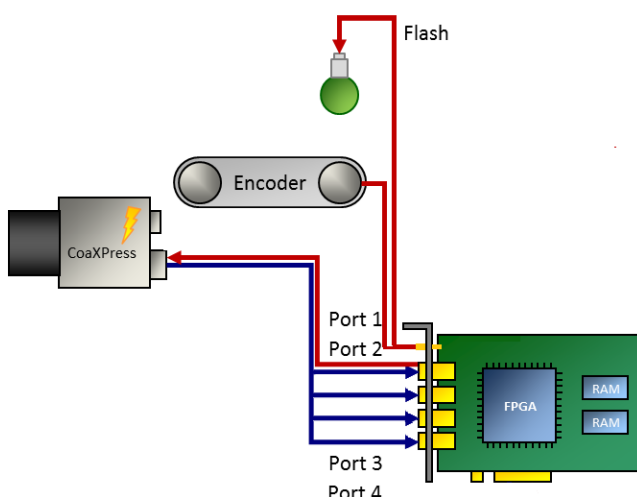 Flash
Encoder
CoaXPress
Port 1
Port 2
FPGA
RAM
RAM
Port 3
Port 4